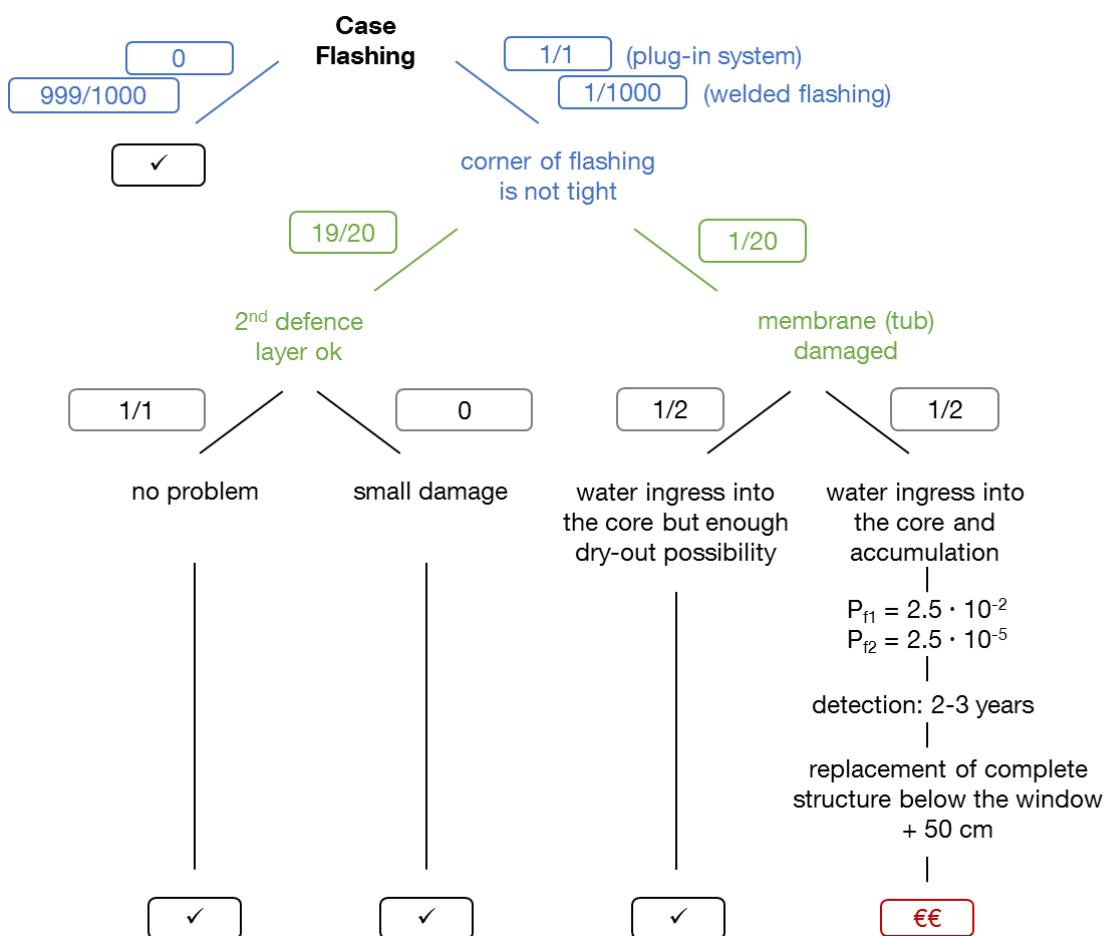 Case
Flashing
0
999/1000
1/1 (plug-in system)
1/1000 (welded flashing)
✓
corner of flashing
is not tight
19/20
1/20
2nd defence
layer ok
membrane (tub)
damaged
1/1
0
1/2
1/2
no problem
small damage
water ingress into
the core but enough
dry-out possibility
water ingress into
the core and
accumulation
Pf1 = 2.5 · 10-2
Pf2 = 2.5 · 10-5
detection: 2-3 years
replacement of complete
structure below the window
+ 50 cm
✓
✓
✓
€€